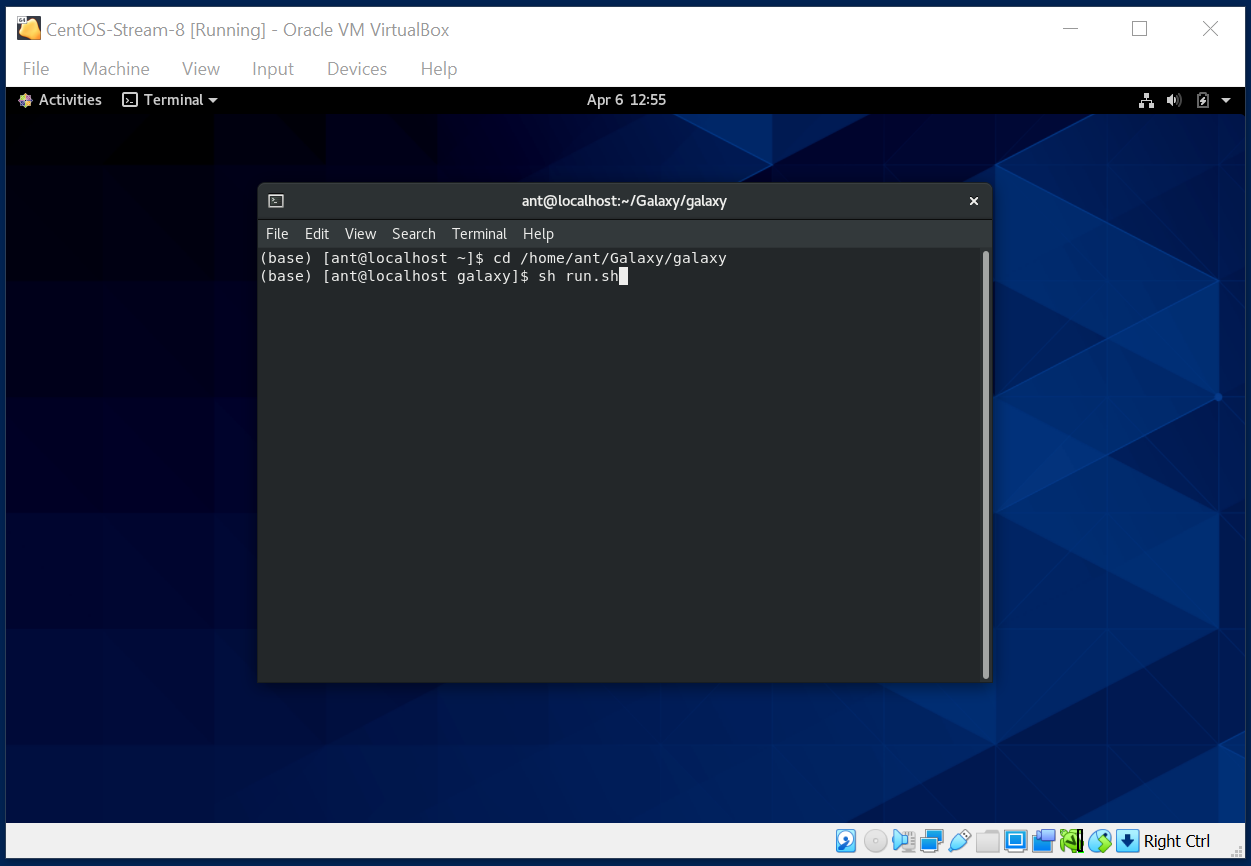 CentOS-Stream-8 [Running] - Oracle VM VirtualBox
File Machine View Input Devices Help
Activities Terminal Apr 6 12:55
ant@localhost:~/Galaxy/galaxy
File Edit View Search Terminal Help
(base) [ant@localhost ~]$ cd /home/ant/Galaxy/galaxy
(base) [ant@localhost galaxy]$ sh run.sh
Right Ctrl